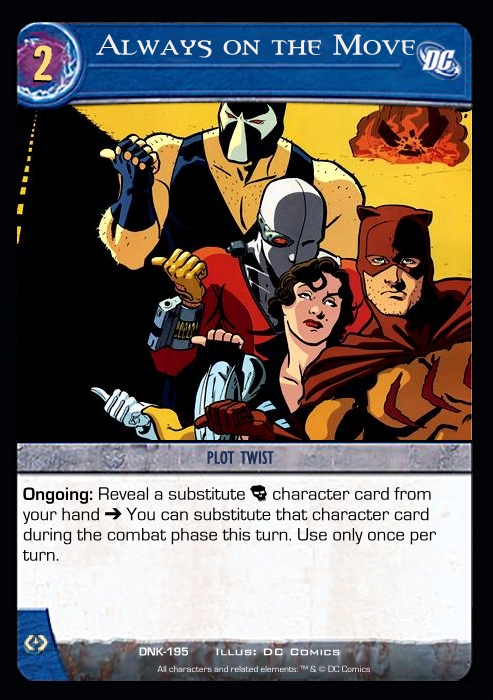 2
Always on the Move
DC
PLOT TWIST
Ongoing: Reveal a substitute character card from
your hand ➔ You can substitute that character card
during the combat phase this turn. Use only once per
turn.
DNK-195 Illus: DC Comics
All characters and related elements: ™ & © DC Comics